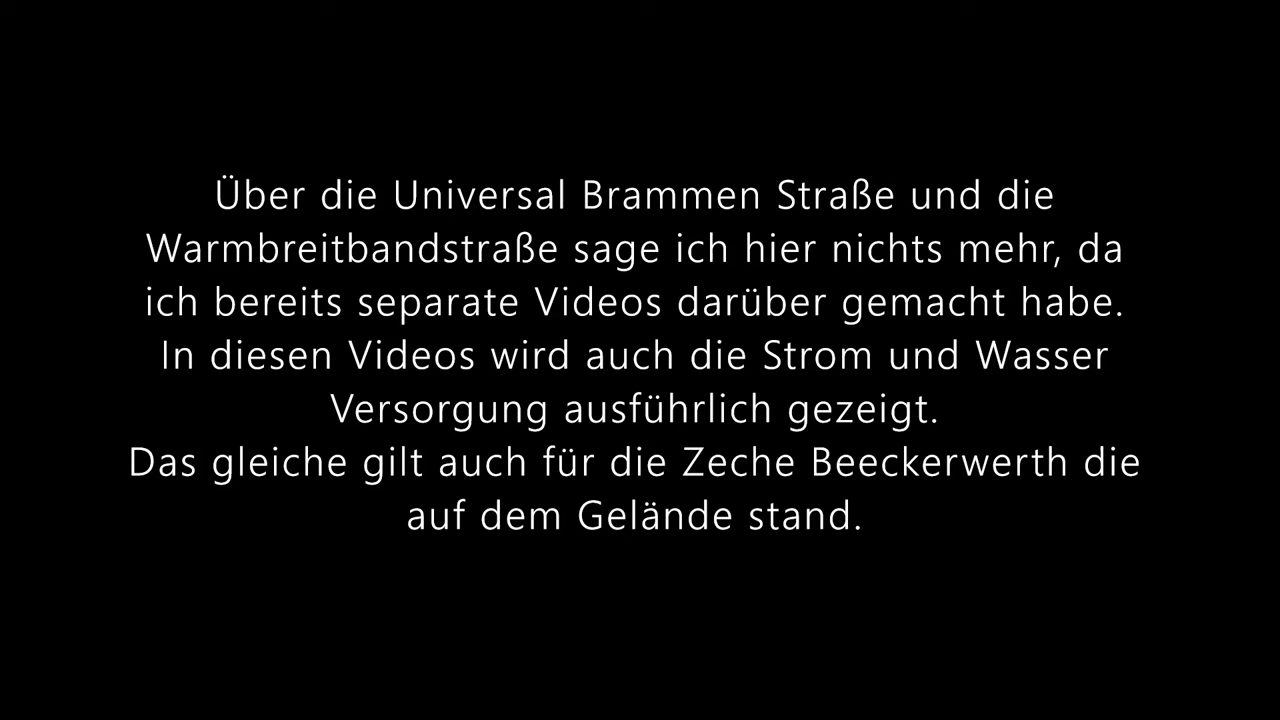 Über die Universal Brammen Straße und die
Warmbreitbandstraße sage ich hier nichts mehr, da
ich bereits separate Videos darüber gemacht habe.
In diesen Videos wird auch die Strom und Wasser
Versorgung ausführlich gezeigt.
Das gleiche gilt auch für die Zeche Beeckerwerth die
auf dem Gelände stand.